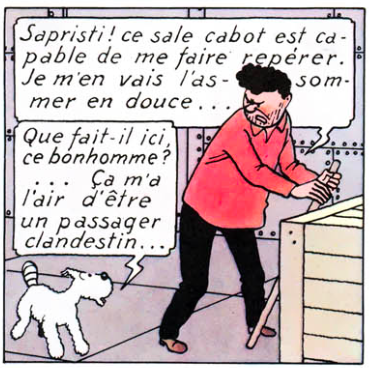 Sapristi! ce sale cabot est ca-
pable de me faire repérer.
Je m'en vais l'as- som-
mer en douce...
Que fait-il ici,
ce bonhomme?
... Ça m'a
l'air d'être
un passager
clandestin...